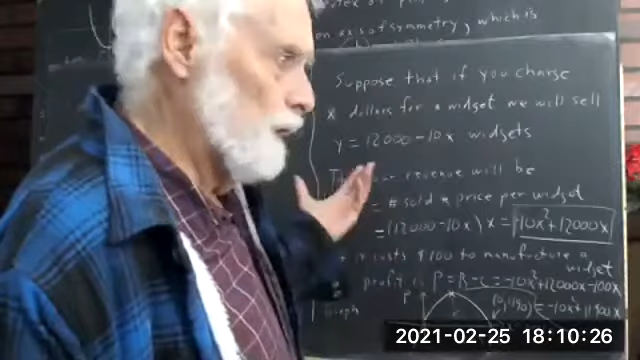 on axis of symmetry, which is
Suppose that if you charge
x dollars for a widget we will sell
y = 12000 - 10x widgets
revenue will be
= # sold x price per widget
= (12000 - 10x) x = -10x² + 12000x
it costs $100 to manufacture a
widget
profit is P = R - C = -10x² + 12000x - 100x
= -10x² + 11900x
Graph
P
2021-02-25 18:10:26